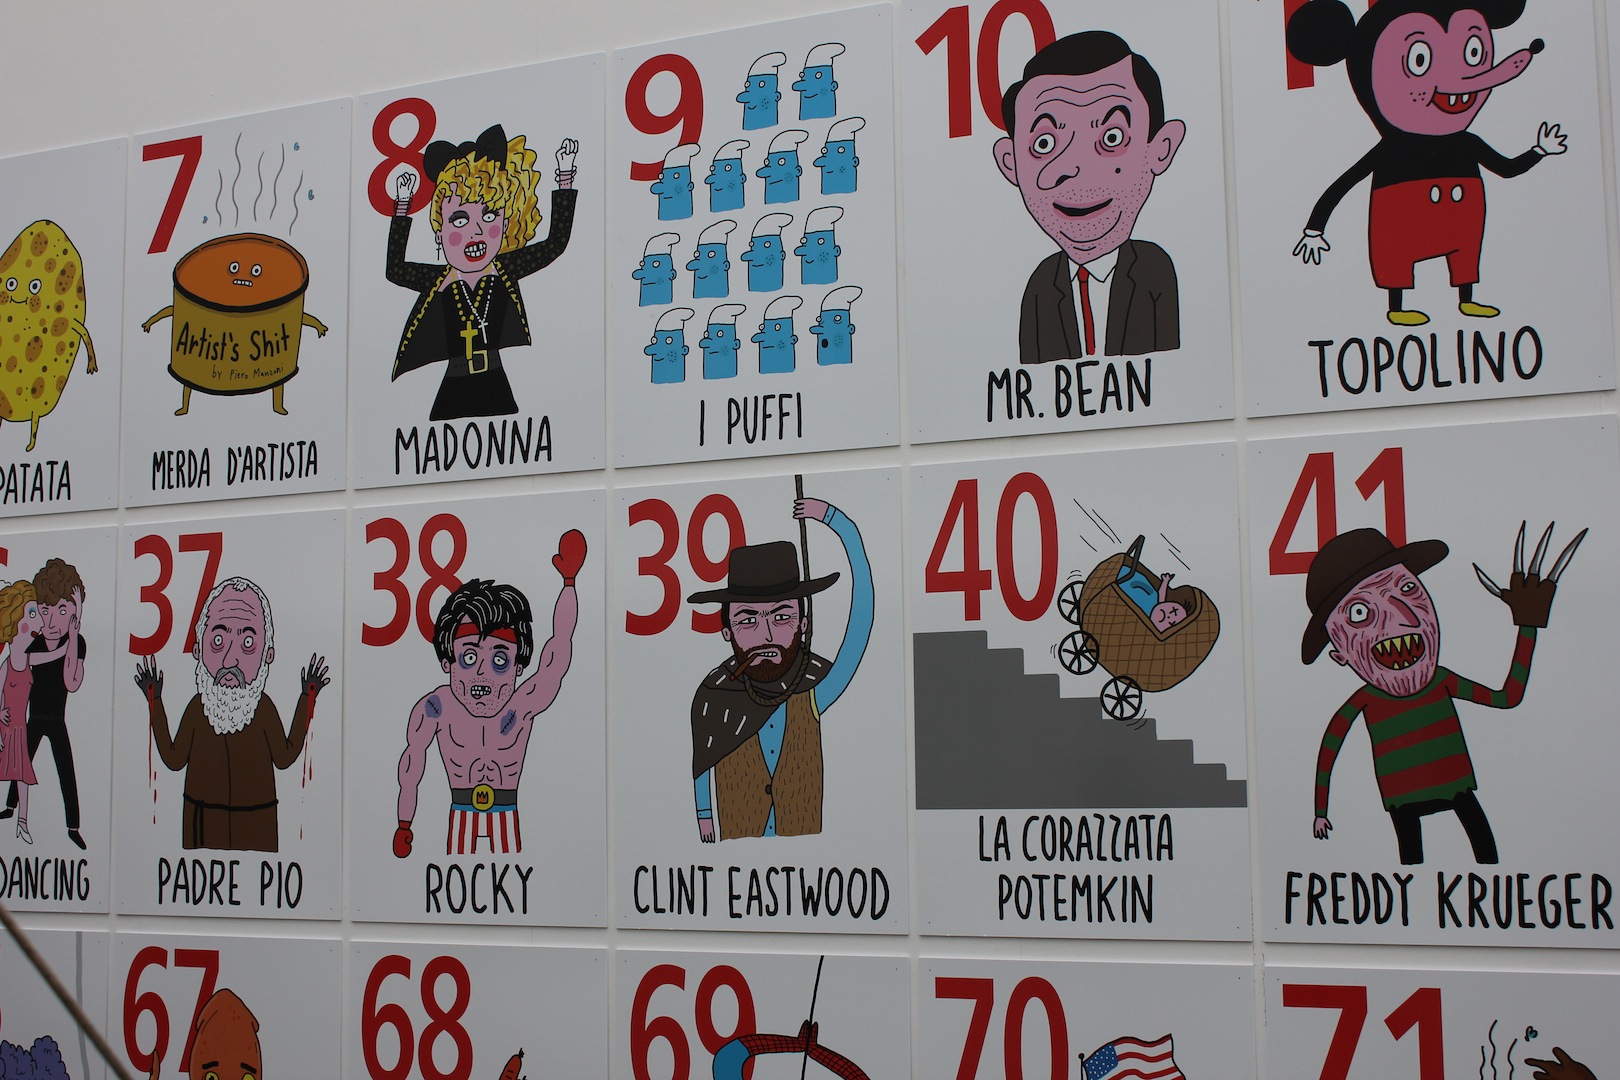 7
Artist's Shit
by Piero Manzoni
MERDA D'ARTISTA
8
MADONNA
9
I PUFFI
10
MR. BEAN
TOPOLINO
PATATA
37
PADRE PIO
38
ROCKY
39
CLINT EASTWOOD
40
LA CORAZZATA
POTEMKIN
41
FREDDY KRUEGER
DANCING
67
68
69
70
71